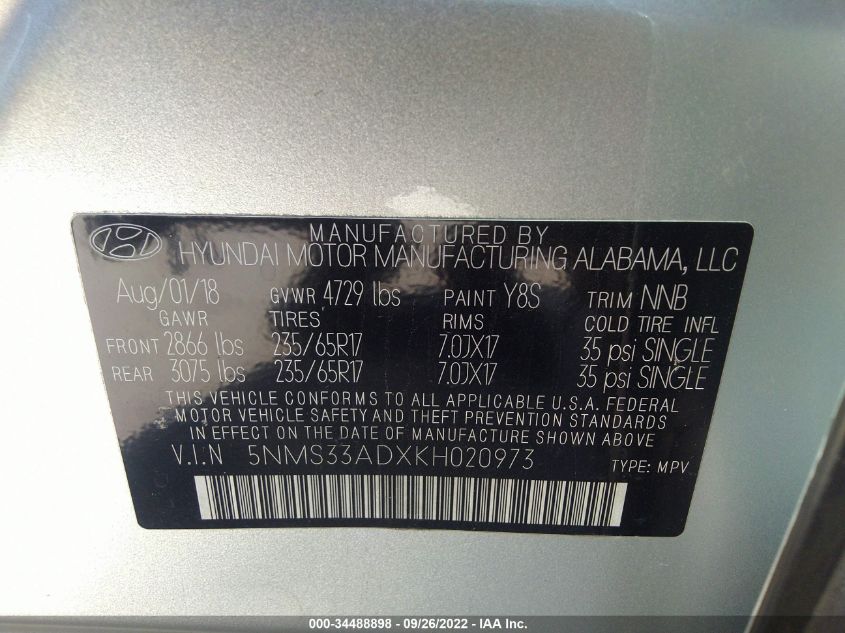 MANUFACTURED BY
HYUNDAI MOTOR MANUFACTURING ALABAMA, LLC
Aug/01/18 GVWR 4729 lbs PAINT Y8S TRIM NNB
GAWR TIRES RIMS COLD TIRE INFL
FRONT 2866 lbs 235/65R17 7.0JX17 35 psi SINGLE
REAR 3075 lbs 235/65R17 7.0JX17 35 psi SINGLE
THIS VEHICLE CONFORMS TO ALL APPLICABLE U.S.A. FEDERAL
MOTOR VEHICLE SAFETY AND THEFT PREVENTION STANDARDS
IN EFFECT ON THE DATE OF MANUFACTURE SHOWN ABOVE
V.I.N 5NMS33ADXKH020973 TYPE: MPV
000-34488898 - 09/26/2022 - IAA Inc.